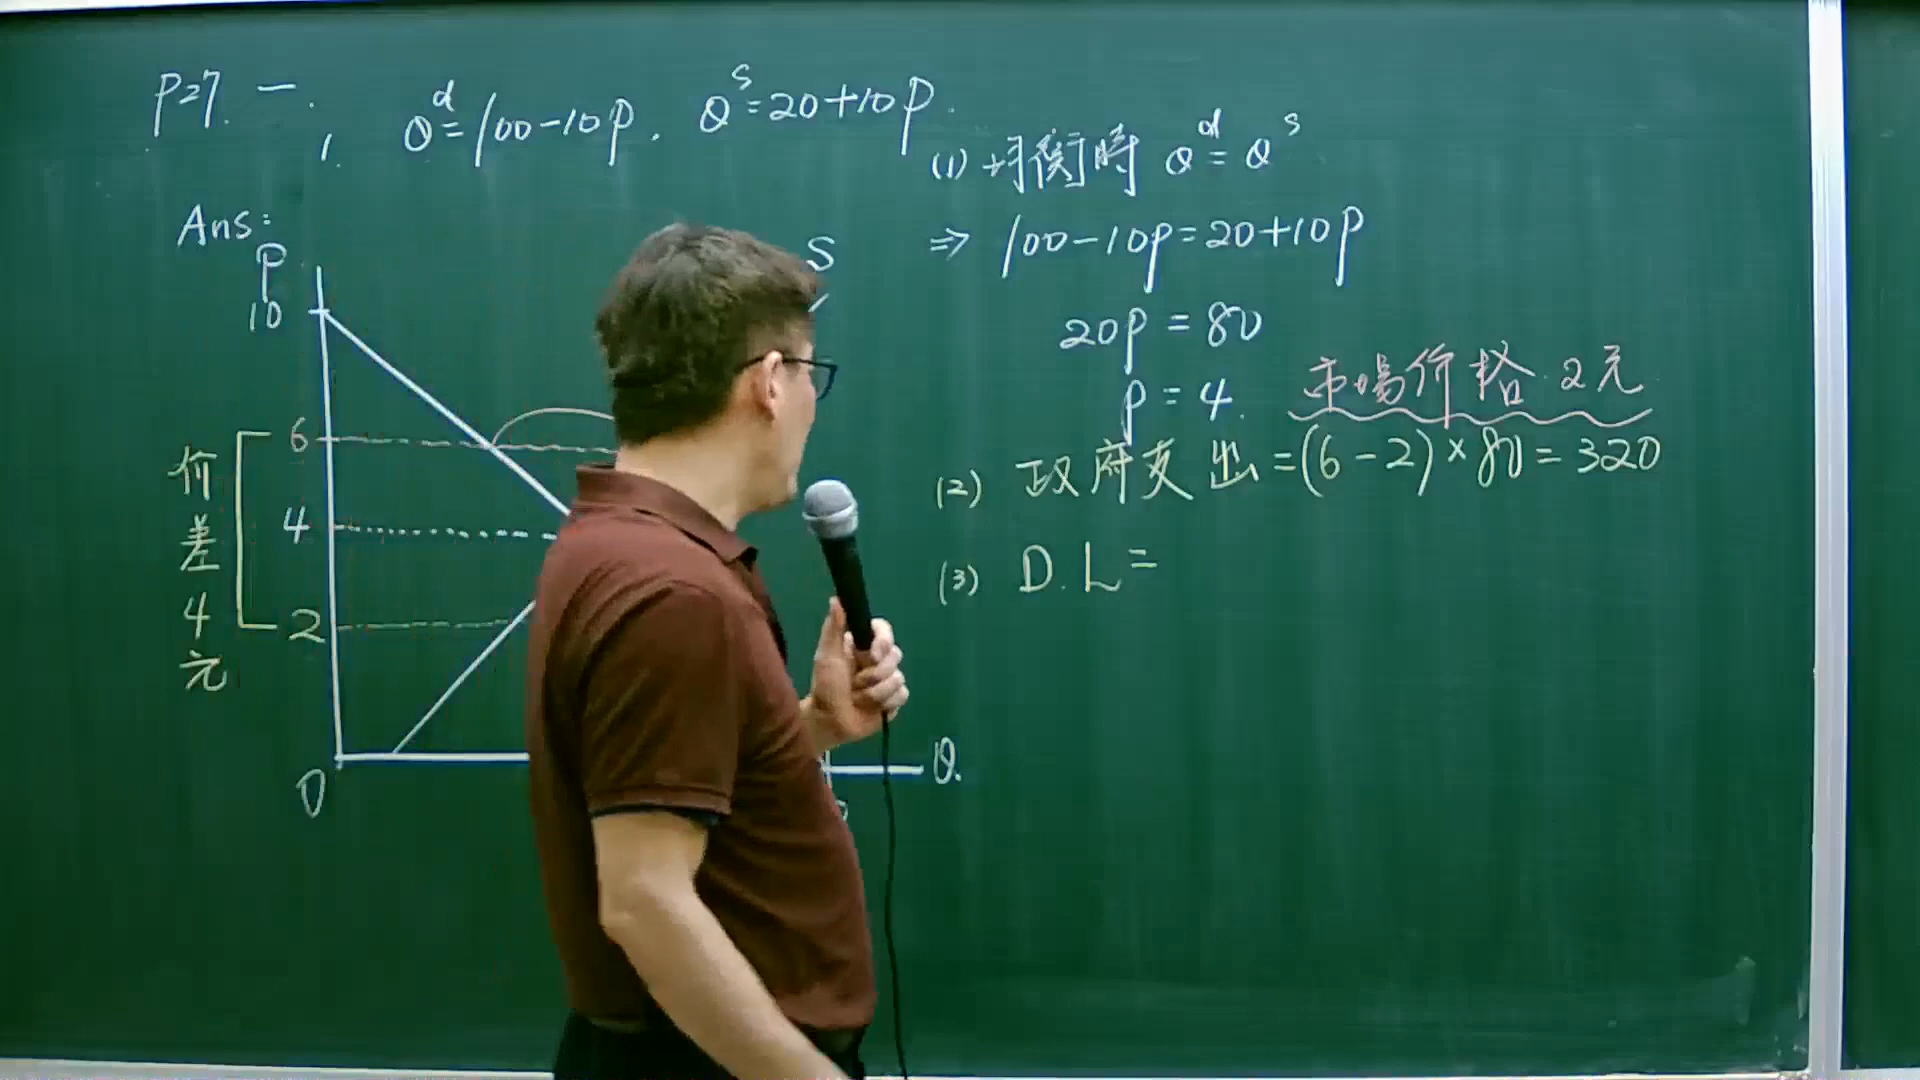 P27. 一.
1. Q^d=100-10P. Q^s=20+10P.
Ans:
P
10
6
4
2
0
价差4元
S
Q.
(1) 均衡時 Q^d=Q^s
⇒ 100-10P=20+10P
20P=80
P=4.
市場价格 2元
(2) 政府支出=(6-2)×80=320
(3) D.L=